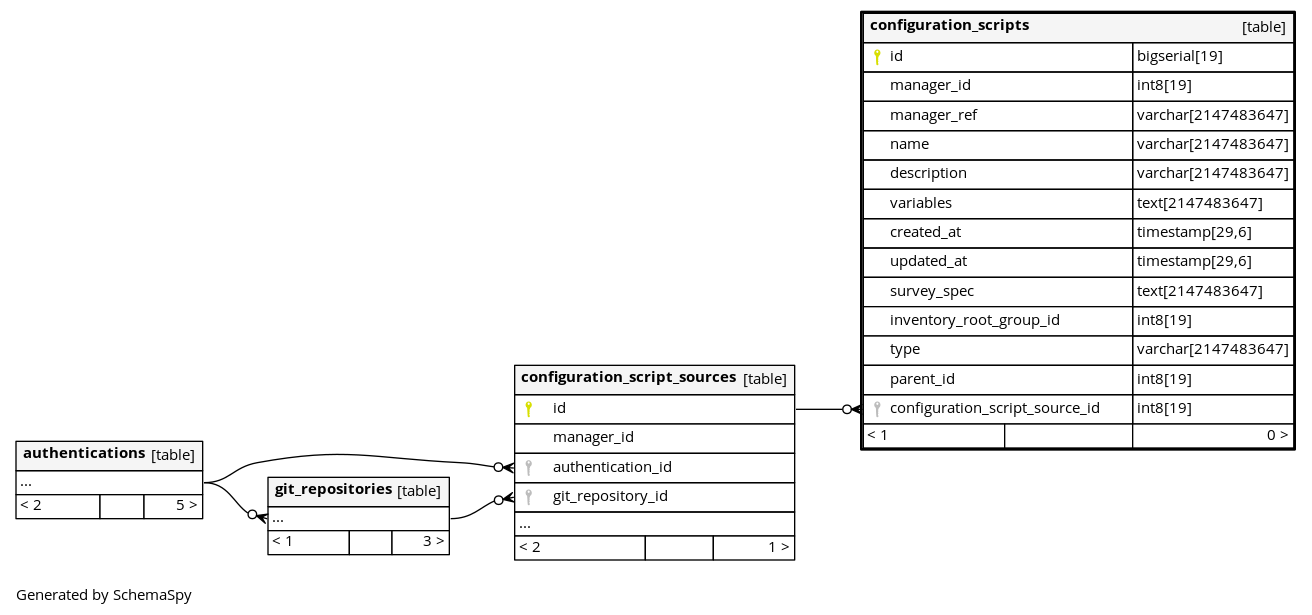 configuration_scripts [table]
id bigserial[19]
manager_id int8[19]
manager_ref varchar[2147483647]
name varchar[2147483647]
description varchar[2147483647]
variables text[2147483647]
created_at timestamp[29,6]
updated_at timestamp[29,6]
survey_spec text[2147483647]
inventory_root_group_id int8[19]
type varchar[2147483647]
parent_id int8[19]
configuration_script_source_id int8[19]
< 1 0 >
configuration_script_sources [table]
id
manager_id
authentication_id
git_repository_id
...
< 2 1 >
authentications [table]
...
< 2 5 >
git_repositories [table]
...
< 1 3 >
Generated by SchemaSpy